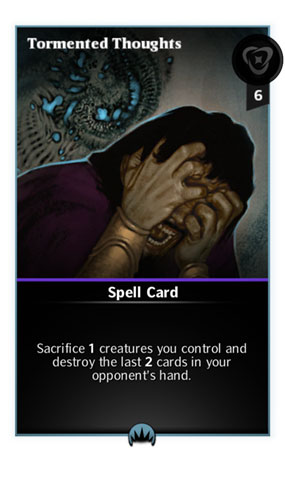 Tormented Thoughts
6
Spell Card
Sacrifice 1 creatures you control and
destroy the last 2 cards in your
opponent's hand.